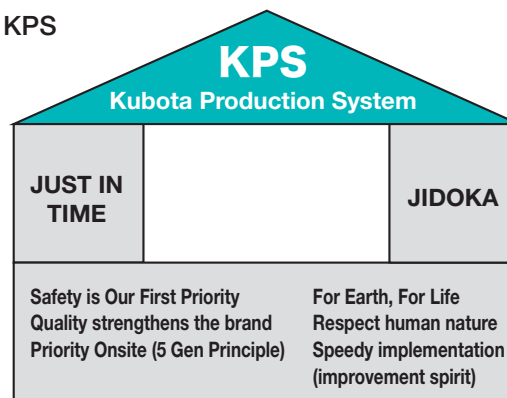 KPS
KPS
Kubota Production System
JUST IN
TIME
JIDOKA
Safety is Our First Priority
Quality strengthens the brand
Priority Onsite (5 Gen Principle)
For Earth, For Life
Respect human nature
Speedy implementation
(improvement spirit)